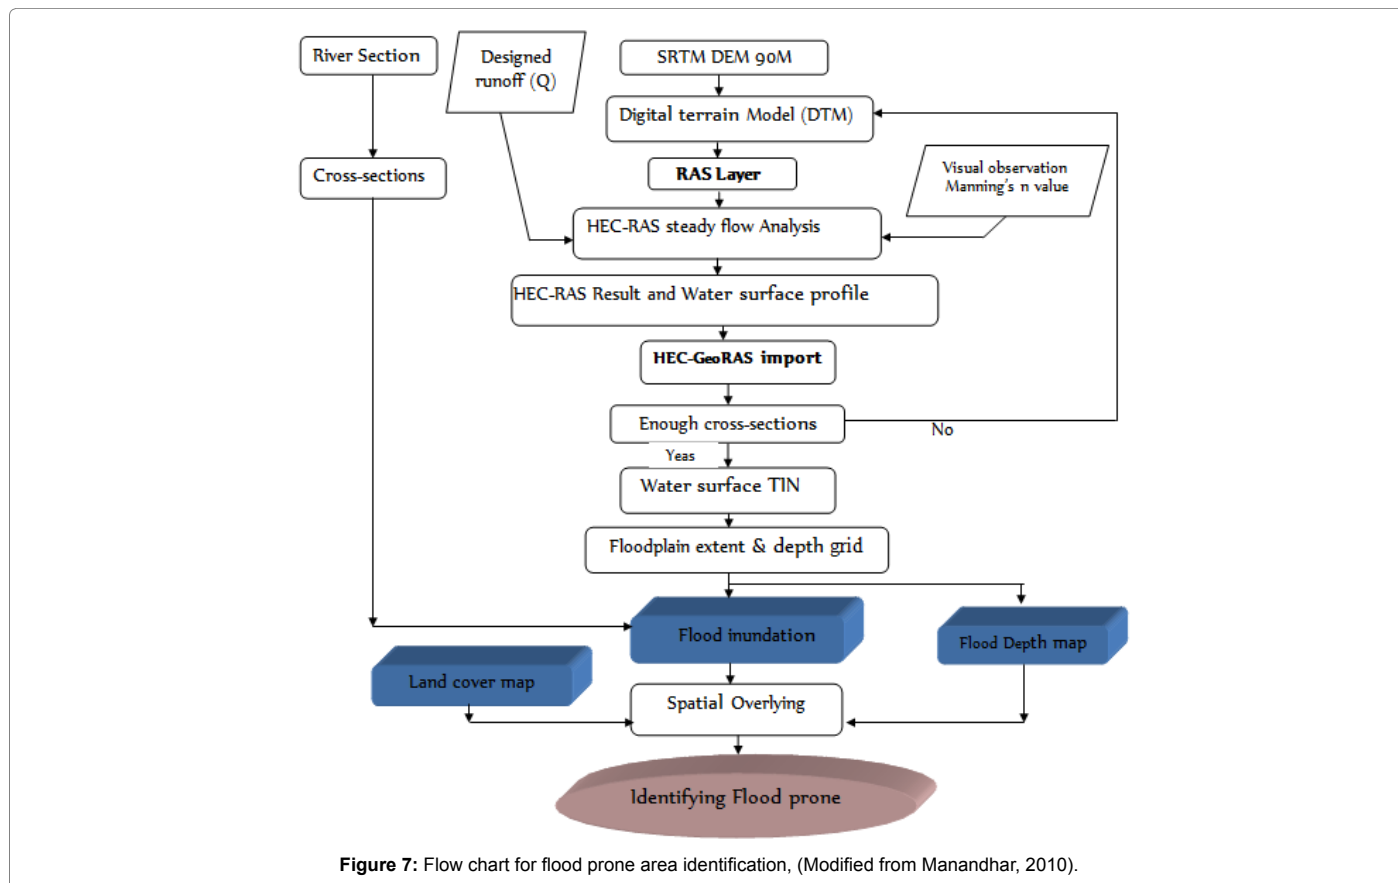 River Section
Designed
runoff (Q)
SRTM DEM 90M
Digital terrain Model (DTM)
Cross-sections
RAS Layer
Visual observation
Manning's n value
HEC-RAS steady flow Analysis
HEC-RAS Result and Water surface profile
HEC-GeoRAS import
Enough cross-sections
No
Yeas
Water surface TIN
Floodplain extent & depth grid
Flood inundation
Flood Depth map
Land cover map
Spatial Overlying
Identifying Flood prone
Figure 7: Flow chart for flood prone area identification, (Modified from Manandhar, 2010).